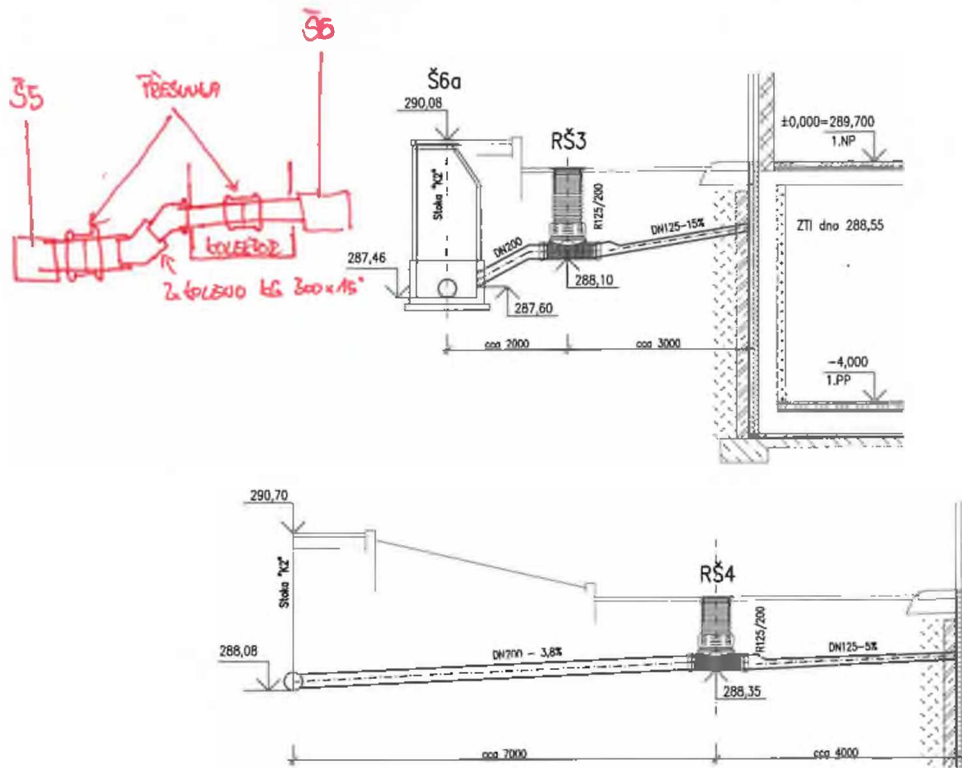 Š6
Š5
PŘESUVKA
KOLEKTOR
2x KOLENO KG 300x15°
Š6a
290,08
RŠ3
±0,000=289,700
1.NP
Stoka "K2"
R125/200
ZTI dno 288,55
DN200
DN125-15%
287,46
288,10
287,60
cca 2000
cca 3000
-4,000
1.PP
290,70
Stoka "K2"
RŠ4
R125/200
288,08
DN200 - 3,8%
DN125-5%
288,35
cca 7000
cca 4000